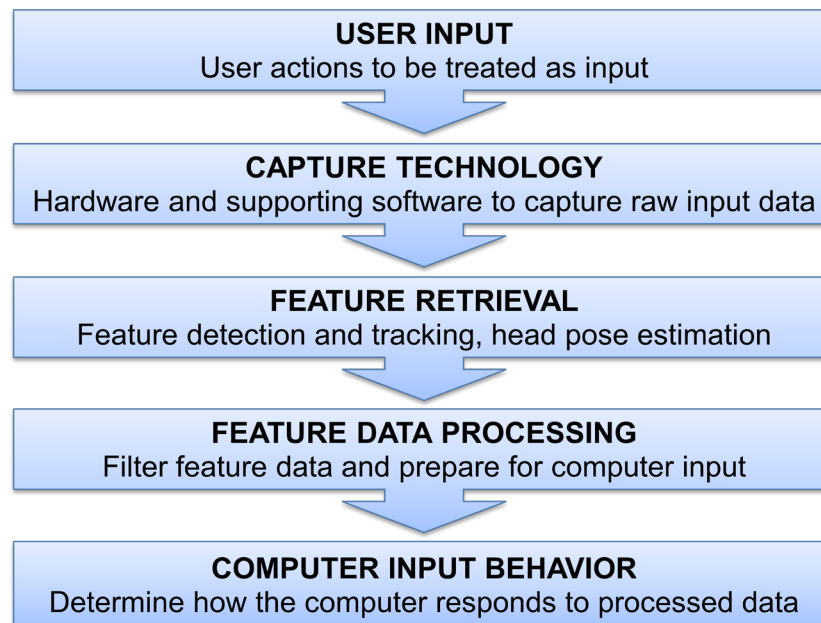 USER INPUT
User actions to be treated as input
CAPTURE TECHNOLOGY
Hardware and supporting software to capture raw input data
FEATURE RETRIEVAL
Feature detection and tracking, head pose estimation
FEATURE DATA PROCESSING
Filter feature data and prepare for computer input
COMPUTER INPUT BEHAVIOR
Determine how the computer responds to processed data